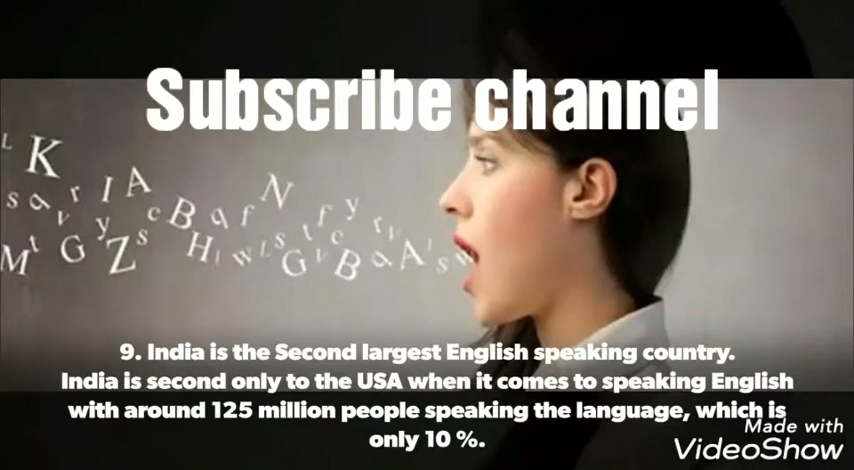 Subscribe channel
9. India is the Second largest English speaking country.
India is second only to the USA when it comes to speaking English
with around 125 million people speaking the language, which is
only 10 %.
Made with
VideoShow